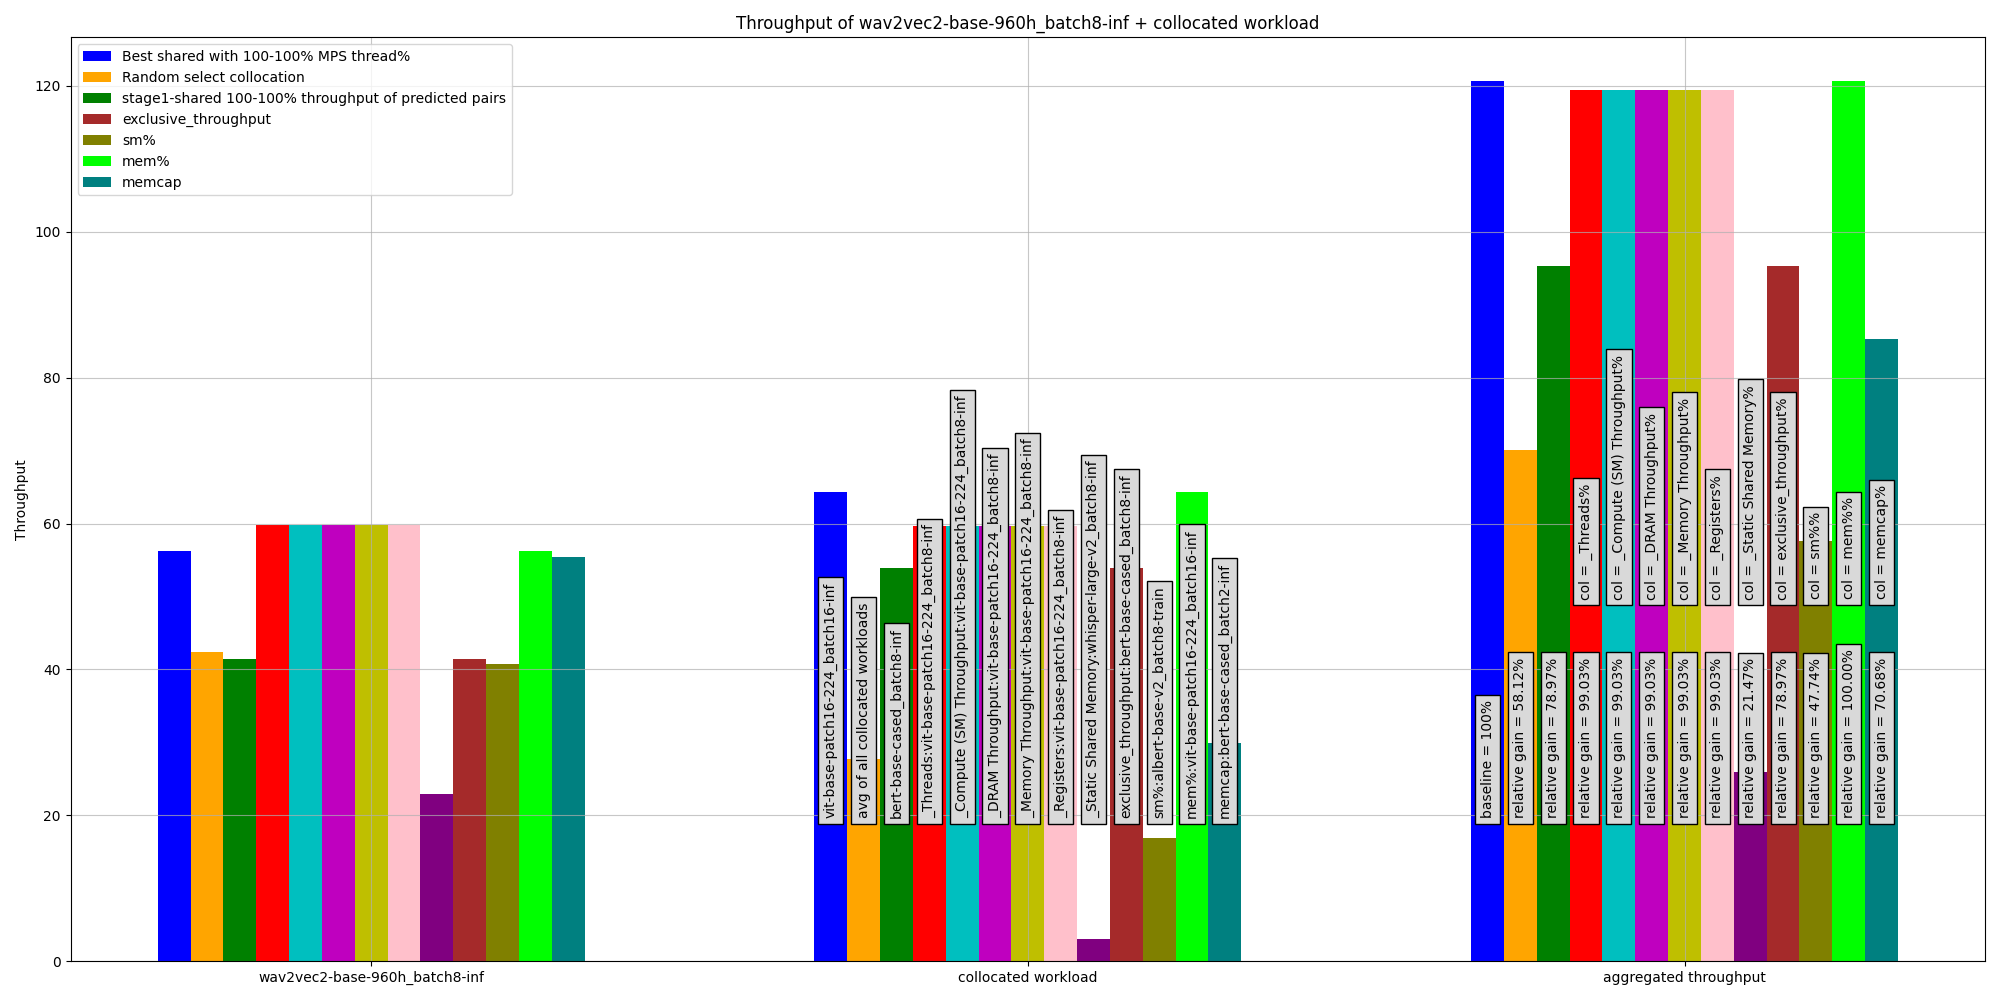 Throughput of wav2vec2-base-960h_batch8-inf + collocated workload
Best shared with 100-100% MPS thread%
Random select collocation
stage1-shared 100-100% throughput of predicted pairs
exclusive_throughput
sm%
mem%
memcap
Throughput
120
100
80
60
40
20
0
vit-base-patch16-224_batch16-inf
avg of all collocated workloads
bert-base-cased_batch8-inf
_Threads:vit-base-patch16-224_batch8-inf
_Compute (SM) Throughput:vit-base-patch16-224_batch8-inf
_DRAM Throughput:vit-base-patch16-224_batch8-inf
_Memory Throughput:vit-base-patch16-224_batch8-inf
_Registers:vit-base-patch16-224_batch8-inf
_Static Shared Memory:whisper-large-v2_batch8-inf
exclusive_throughput:bert-base-cased_batch8-inf
sm%:albert-base-v2_batch8-train
mem%:vit-base-patch16-224_batch16-inf
memcap:bert-base-cased_batch2-inf
col = _Threads%
col = _Compute (SM) Throughput%
col = _DRAM Throughput%
col = _Memory Throughput%
col = _Registers%
col = _Static Shared Memory%
col = exclusive_throughput%
col = sm%%
col = mem%%
col = memcap%
baseline = 100%
relative gain = 58.12%
relative gain = 78.97%
relative gain = 99.03%
relative gain = 99.03%
relative gain = 99.03%
relative gain = 99.03%
relative gain = 99.03%
relative gain = 21.47%
relative gain = 78.97%
relative gain = 47.74%
relative gain = 100.00%
relative gain = 70.68%
wav2vec2-base-960h_batch8-inf
collocated workload
aggregated throughput